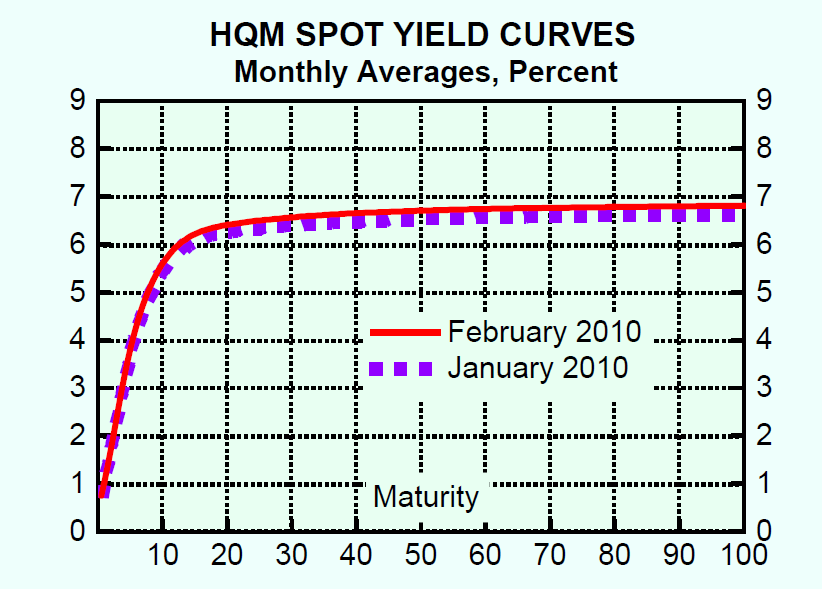 HQM SPOT YIELD CURVES
Monthly Averages, Percent
9 9
8 8
7 7
6 6
5 5
4 4
3 3
2 2
1 1
0 0
February 2010
January 2010
Maturity
10 20 30 40 50 60 70 80 90 100